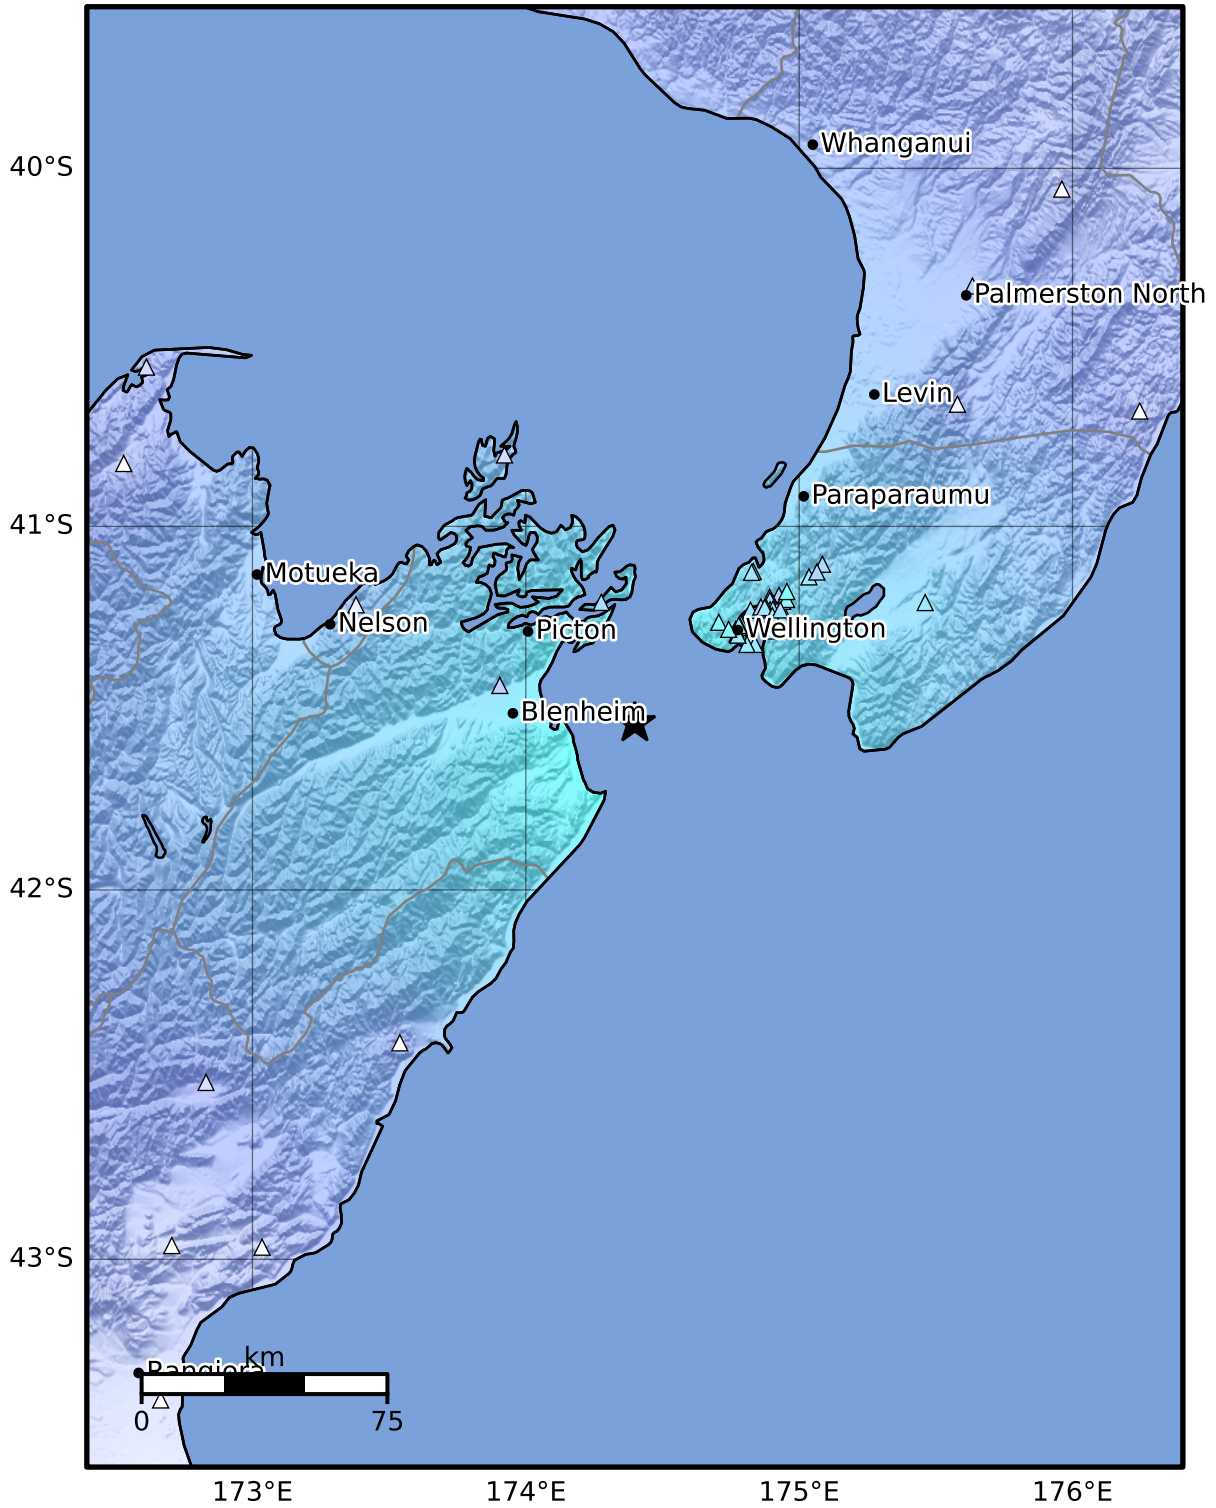 Whanganui
40°S
Palmerston North
Levin
Paraparaumu
41°S
Motueka
Nelson
Picton
Wellington
Blenheim
42°S
43°S
km
Rangiora
0 75
173°E 174°E 175°E 176°E